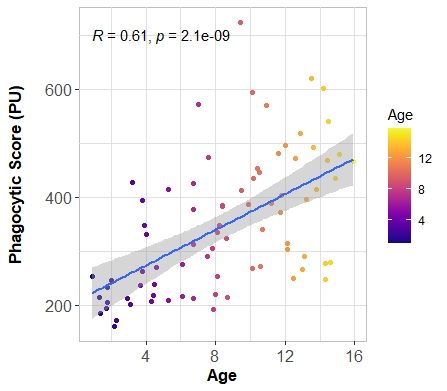 R = 0.61, p = 2.1e-09
Phagocytic Score (PU)
600
400
200
4
8
12
16
Age
Age
12
8
4